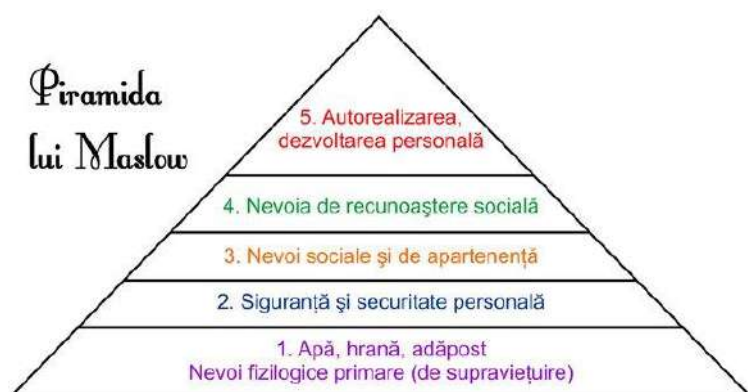 Piramida
lui Maslow
5. Autorealizarea,
dezvoltarea personală
4. Nevoia de recunoaştere socială
3. Nevoi sociale şi de apartenenţă
2. Siguranţă şi securitate personală
1. Apă, hrană, adăpost
Nevoi fizilogice primare (de supravieţuire)